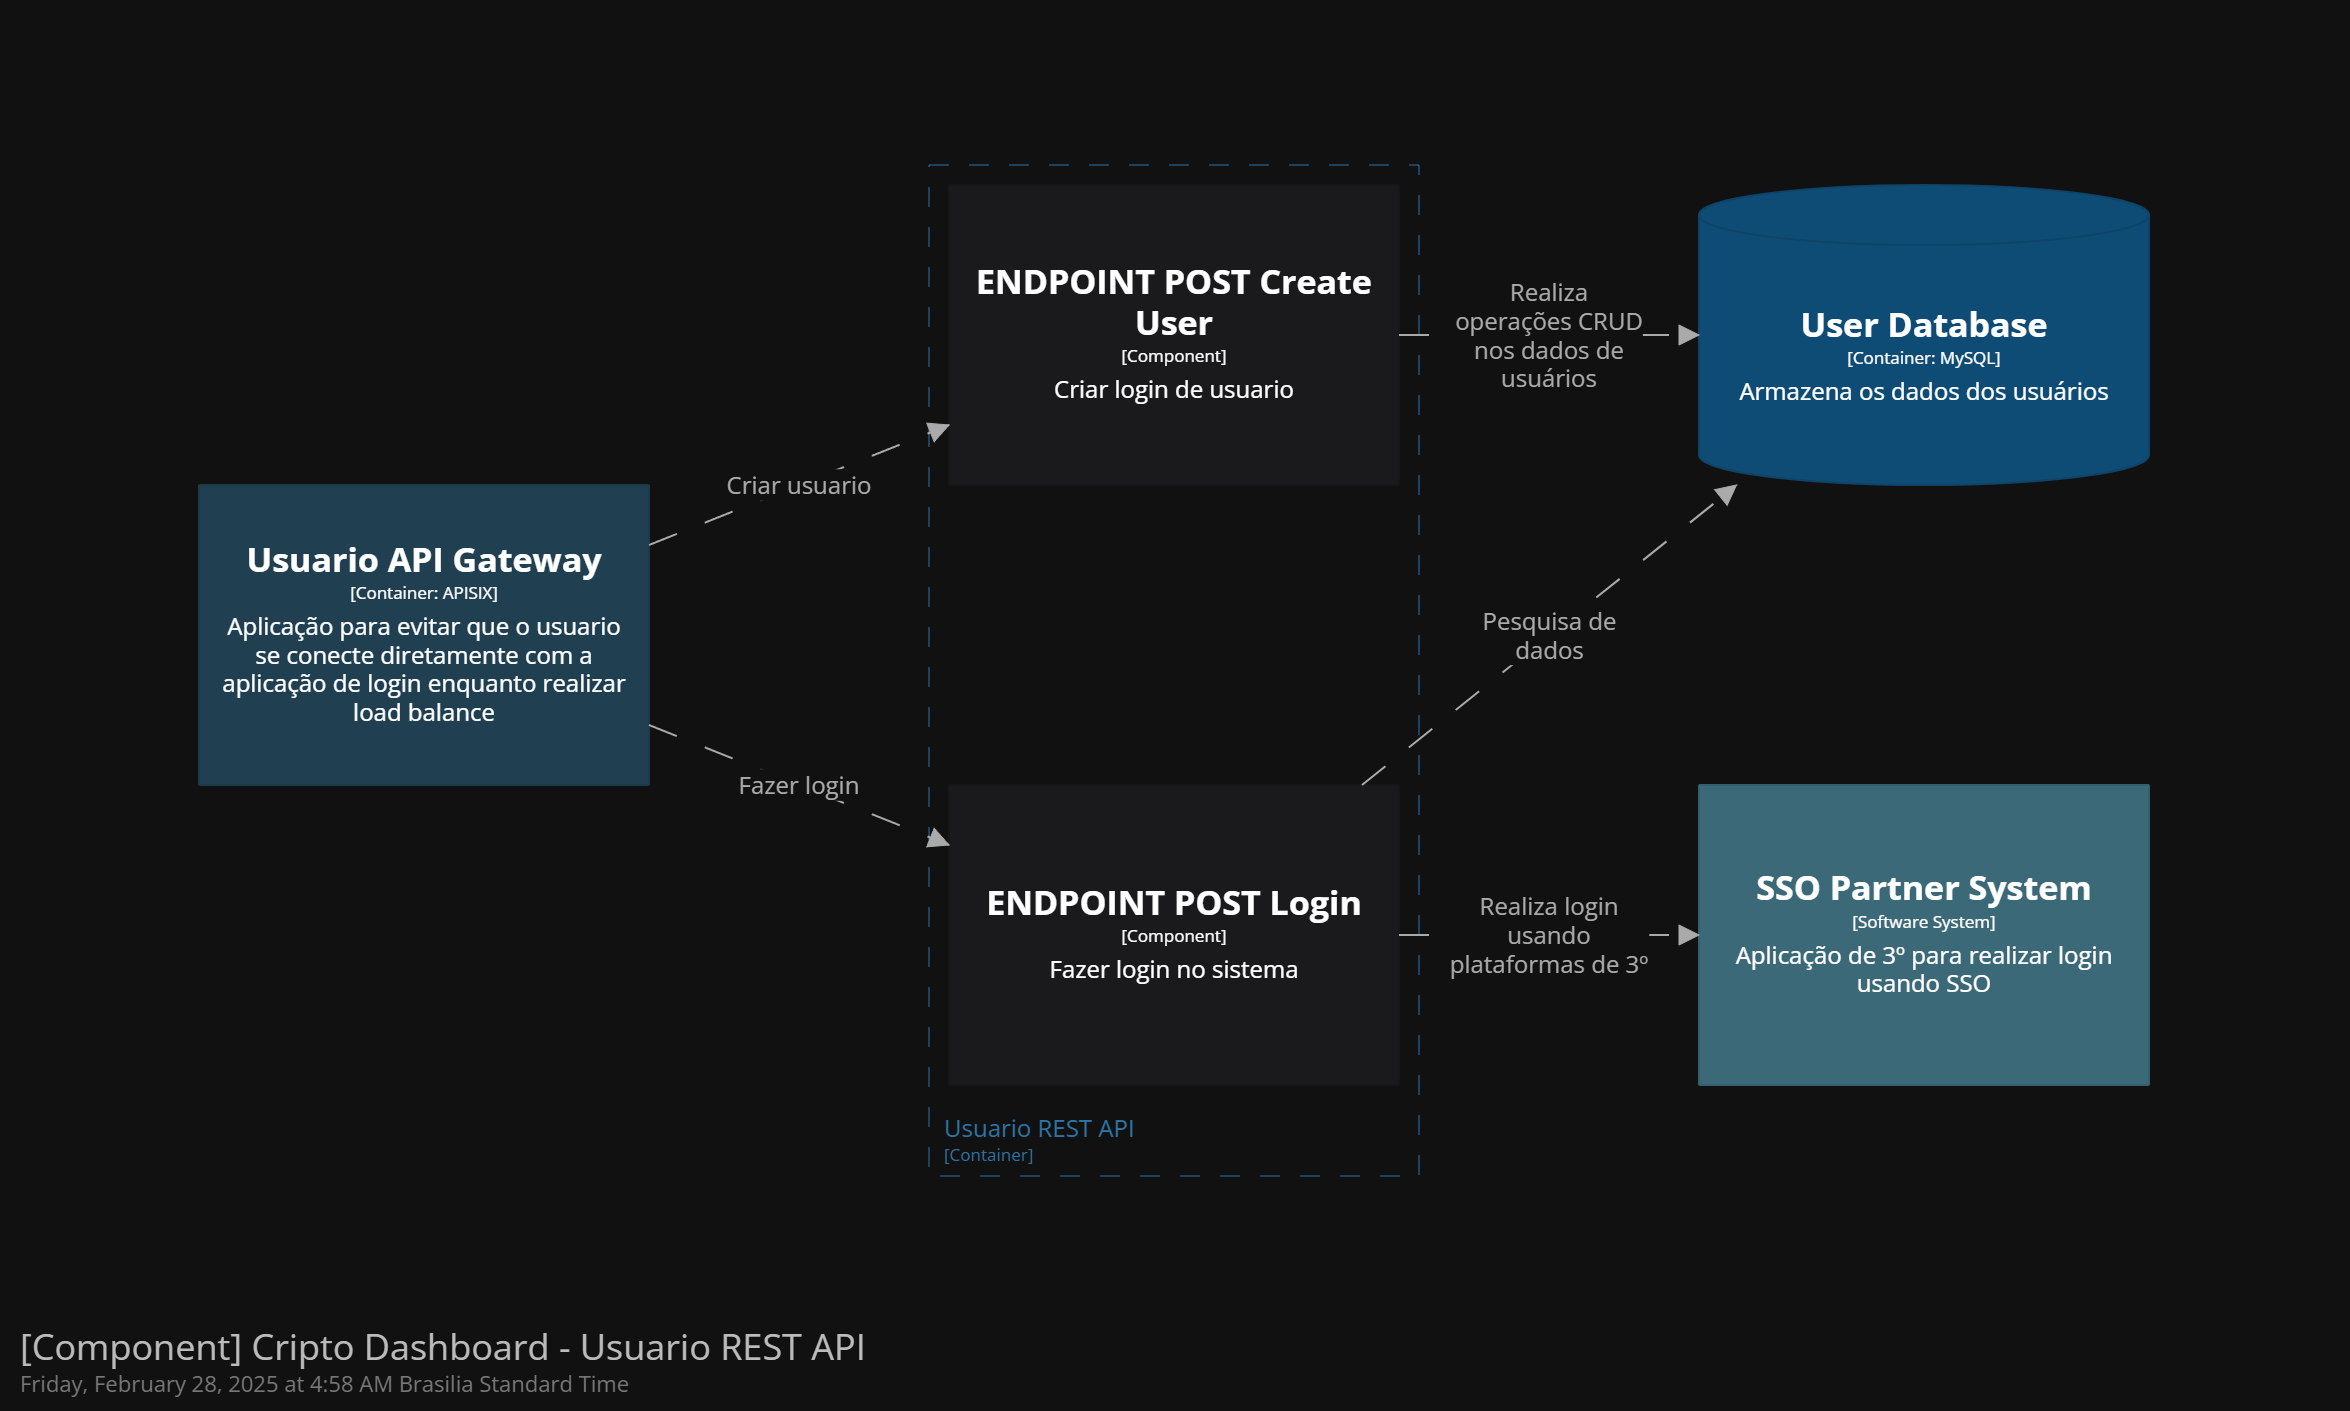 ENDPOINT POST Create
User
[Component]
Criar login de usuario
Realiza
operações CRUD
nos dados de
usuários
User Database
[Container: MySQL]
Armazena os dados dos usuários
Criar usuario
Usuario API Gateway
[Container: APISIX]
Aplicação para evitar que o usuario
se conecte diretamente com a
aplicação de login enquanto realizar
load balance
Pesquisa de
dados
Fazer login
ENDPOINT POST Login
[Component]
Fazer login no sistema
Realiza login
usando
plataformas de 3º
SSO Partner System
[Software System]
Aplicação de 3º para realizar login
usando SSO
Usuario REST API
[Container]
[Component] Cripto Dashboard - Usuario REST API
Friday, February 28, 2025 at 4:58 AM Brasilia Standard Time